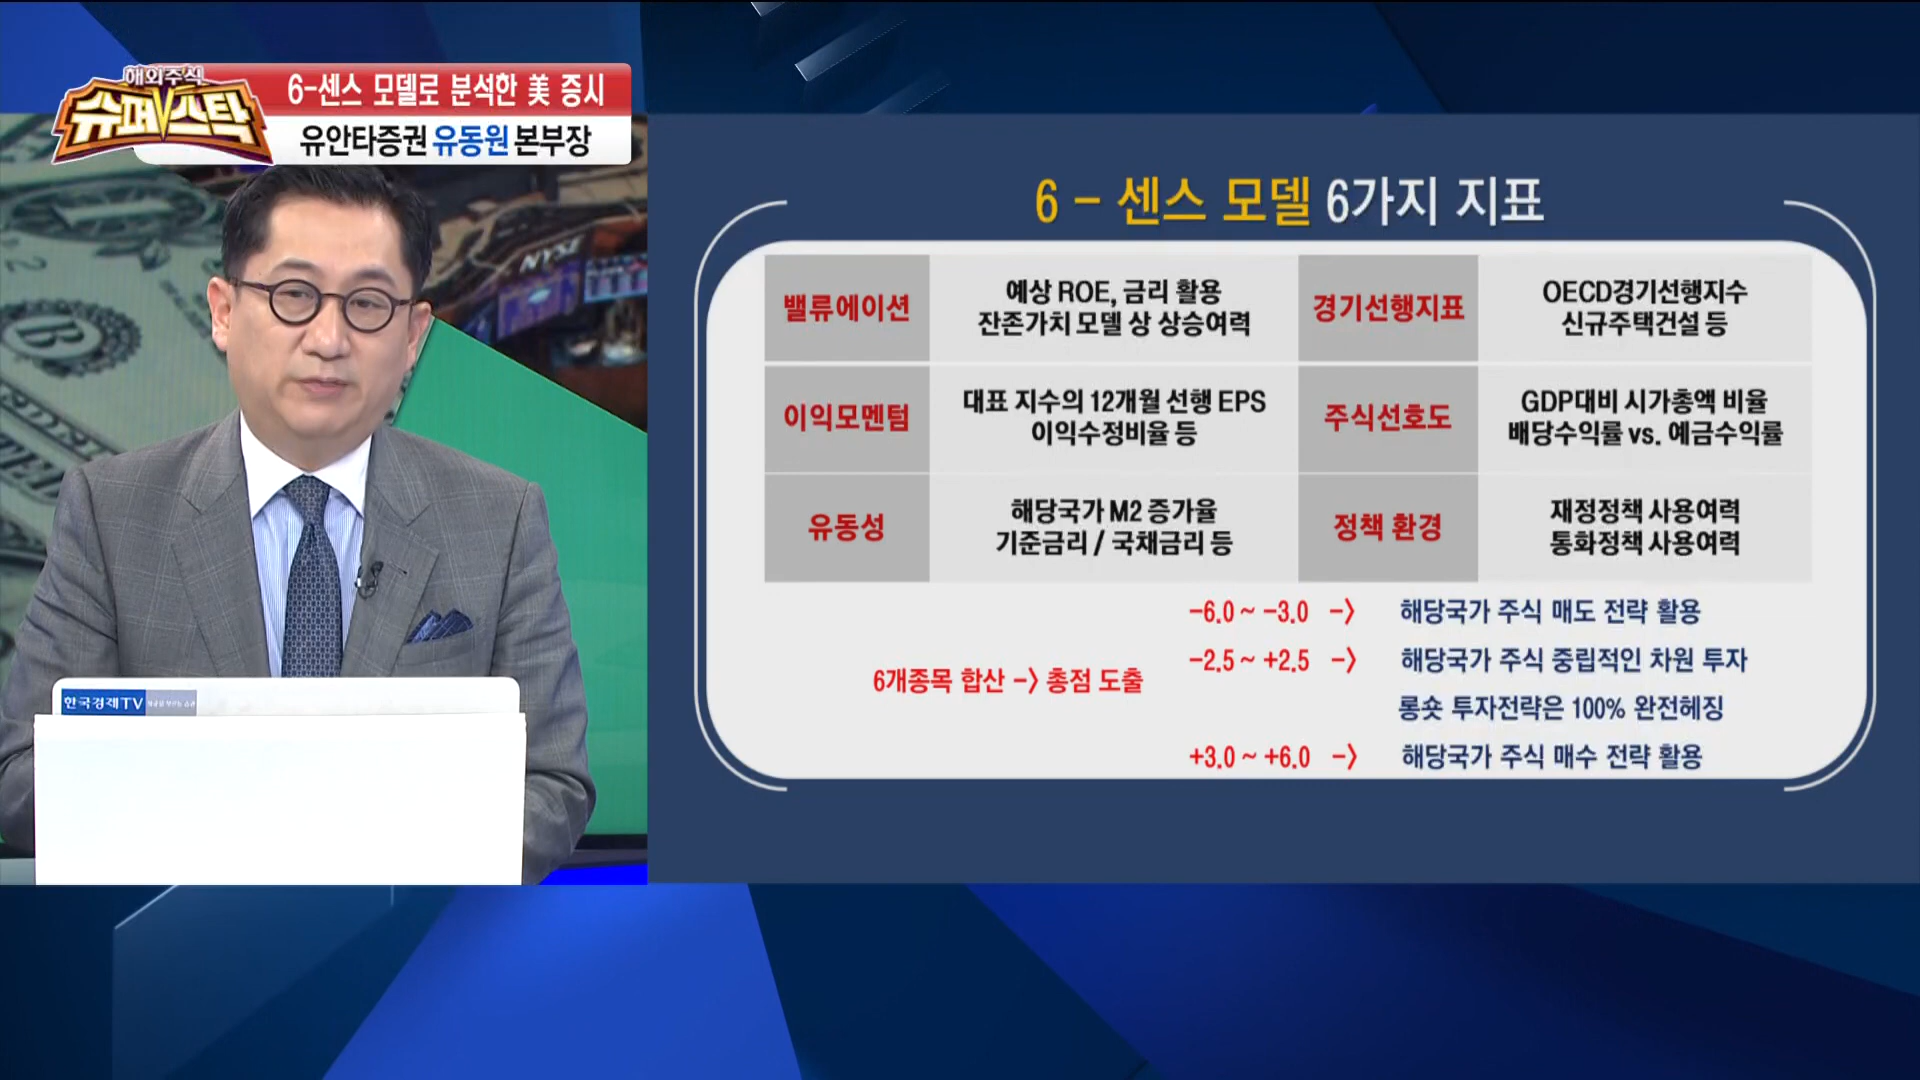 해외주식
슈퍼V스탁
6-센스 모델로 분석한 美 증시
유안타증권 유동원 본부장
NYSE
한국경제TV
6 - 센스 모델 6가지 지표
밸류에이션
예상 ROE, 금리 활용
잔존가치 모델 상 상승여력
경기선행지표
OECD경기선행지수
신규주택건설 등
이익모멘텀
대표 지수의 12개월 선행 EPS
이익수정비율 등
주식선호도
GDP대비 시가총액 비율
배당수익률 vs. 예금수익률
유동성
해당국가 M2 증가율
기준금리 / 국채금리 등
정책 환경
재정정책 사용여력
통화정책 사용여력
6개종목 합산 -> 총점 도출
-6.0 ~ -3.0 -> 해당국가 주식 매도 전략 활용
-2.5 ~ +2.5 -> 해당국가 주식 중립적인 차원 투자
롱숏 투자전략은 100% 완전헤징
+3.0 ~ +6.0 -> 해당국가 주식 매수 전략 활용